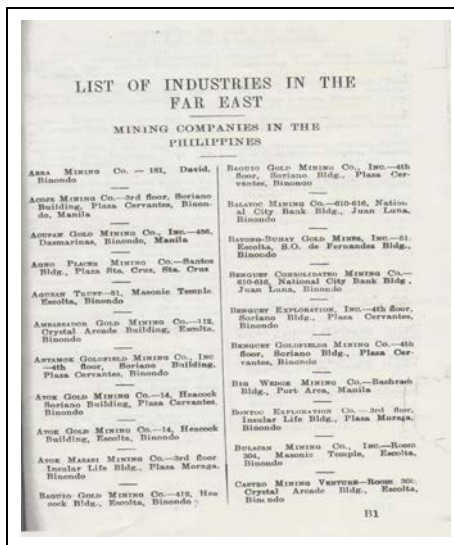 LIST OF INDUSTRIES IN THE
FAR EAST
MINING COMPANIES IN THE
PHILIPPINES
ABRA MINING Co. — 181, David,
Binondo
ACOJE MINING Co.—3rd floor, Soriano
Building, Plaza Cervantes, Binon-
do, Manila
AGUPAN GOLD MINING Co., INC.—456,
Dasmarinas, Binondo, Manila
AGNO PLACER MINING Co.—Santos
Bldg., Plaza Sta. Cruz, Sta. Cruz
AGUSAN TRUST—51, Masonic Temple,
Escolta, Binondo
AMBASSADOR GOLD MINING Co.—112,
Crystal Arcade Building, Escolta,
Binondo
ANTAMOK GOLDFIELD MINING Co., INC
—4th floor, Soriano Building,
Plaza Cervantes, Binondo
ATOK GOLD MINING Co.—14, Heacock
Soriano Building, Plaza Cervantes,
Binondo
ATOK GOLD MINING Co.—14, Heacock
Building, Escolta, Binondo
ATOK MASARI MINING Co.—3rd floor
Insular Life Bldg., Plaza Moraga,
Binondo
BAGUIO GOLD MINING Co.—412, Hea
cock Bldg., Escolta, Binondo
BAGUIO GOLD MINING Co., INC.—4th
floor, Soriano Bldg., Plaza Cer-
vantes, Binondo
BALATOC MINING Co.—610-616, Nation-
al City Bank Bldg., Juan Luna,
Binondo
BATONG-BUHAY GOLD MINES, INC.—81.
Escolta, S.O. de Fernandez Bldg.,
Binondo
BENGUET CONSOLIDATED MINING Co.—
610-616, National City Bank Bldg.,
Juan Luna, Binondo
BENGUET EXPLORATION, INC.—4th floor,
Soriano Bldg., Plaza Cervantes,
Binondo
BENGUET GOLDFIELDS MINING Co.—4th
floor, Soriano Bldg., Plaza Cer-
vantes, Binondo
BIG WEDGE MINING Co.—Bachrach
Bldg., Port Area, Manila
BONTOC EXPLORATION Co.—3rd floor,
Insular Life Bldg., Plaza Moraga,
Binondo
BULACAN MINING Co., INC.—Room
304, Masonic Temple, Escolta,
Binondo
CASTRO MINING VENTURE—Room
Crystal Arcade Bldg., Escolta,
Binondo
B1